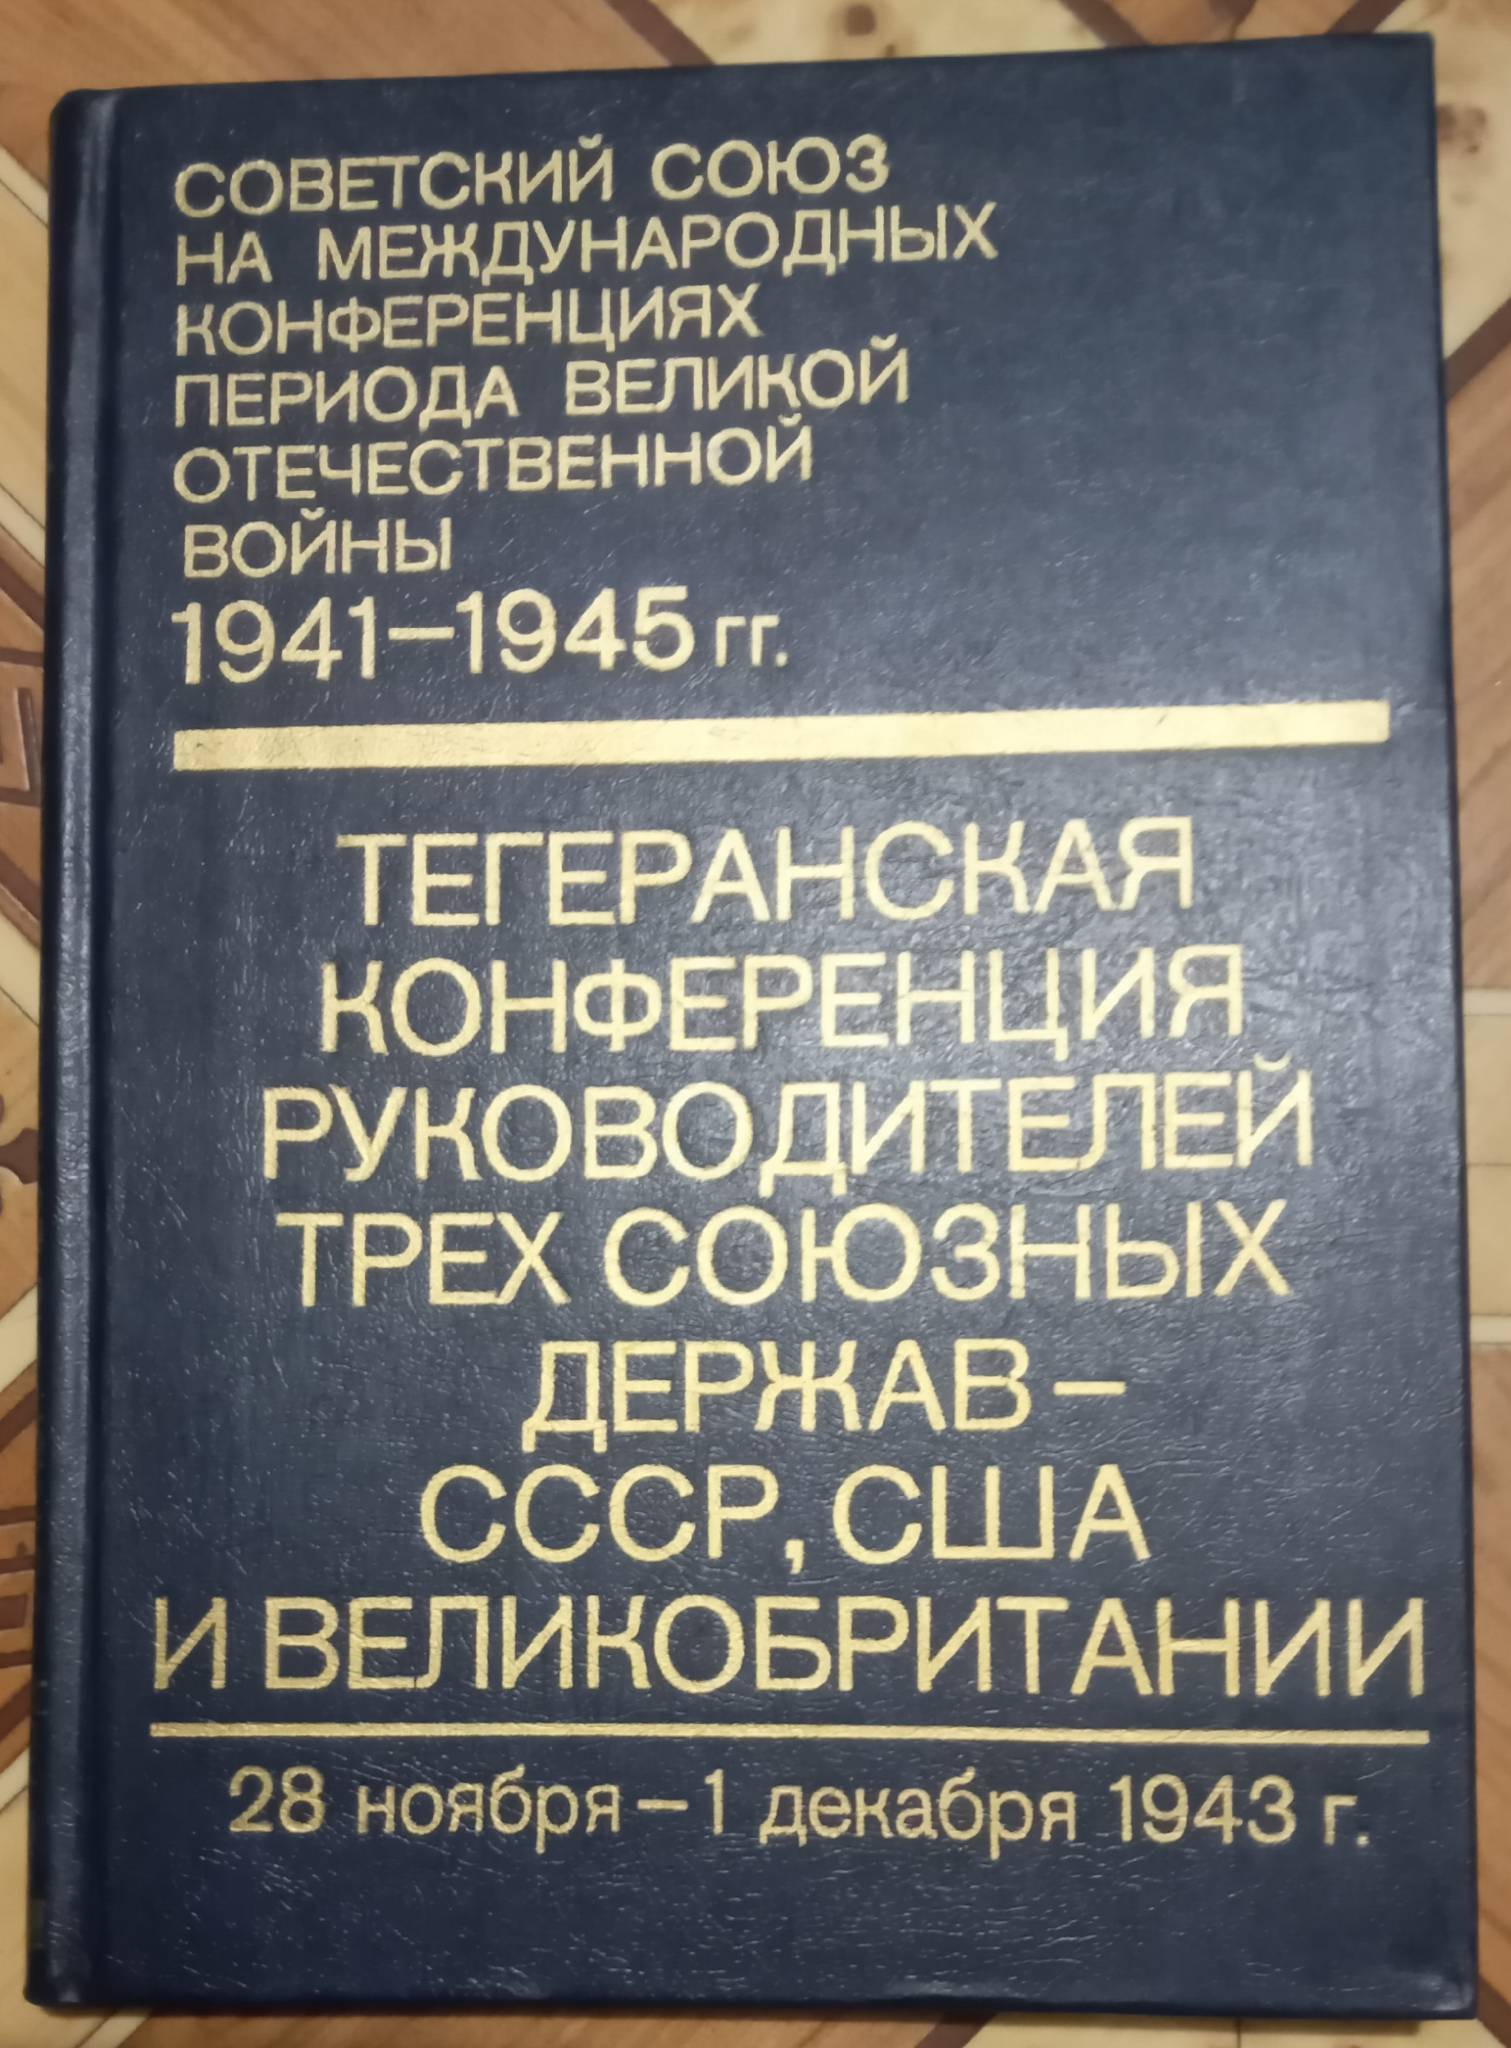 СОВЕТСКИЙ СОЮЗ
НА МЕЖДУНАРОДНЫХ
КОНФЕРЕНЦИЯХ
ПЕРИОДА ВЕЛИКОЙ
ОТЕЧЕСТВЕННОЙ
ВОЙНЫ
1941–1945 гг.
ТЕГЕРАНСКАЯ
КОНФЕРЕНЦИЯ
РУКОВОДИТЕЛЕЙ
ТРЕХ СОЮЗНЫХ
ДЕРЖАВ –
СССР, США
И ВЕЛИКОБРИТАНИИ
28 ноября – 1 декабря 1943 г.